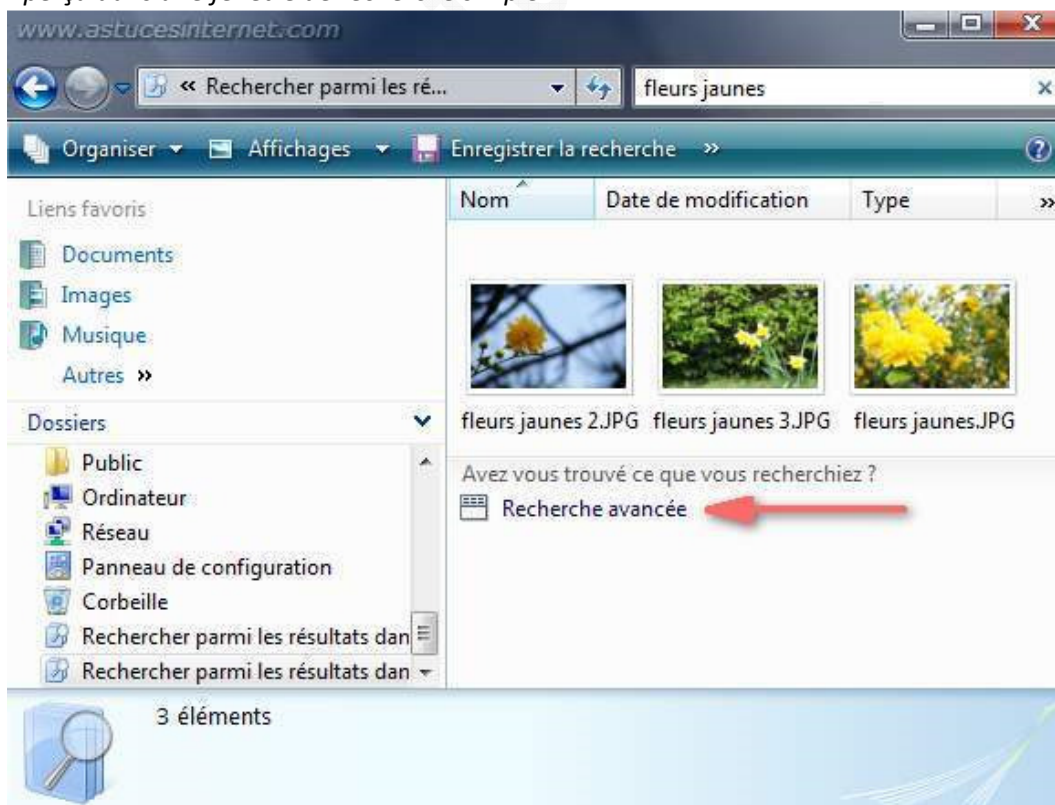 www.astucesinternet.com
« Rechercher parmi les ré...
fleurs jaunes
Organiser
Affichages
Enregistrer la recherche »
Liens favoris
Documents
Images
Musique
Autres »
Dossiers
Public
Ordinateur
Réseau
Panneau de configuration
Corbeille
Rechercher parmi les résultats dan
Rechercher parmi les résultats dan
Nom
Date de modification
Type
»
fleurs jaunes 2.JPG
fleurs jaunes 3.JPG
fleurs jaunes.JPG
Avez vous trouvé ce que vous recherchiez ?
Recherche avancée
3 éléments